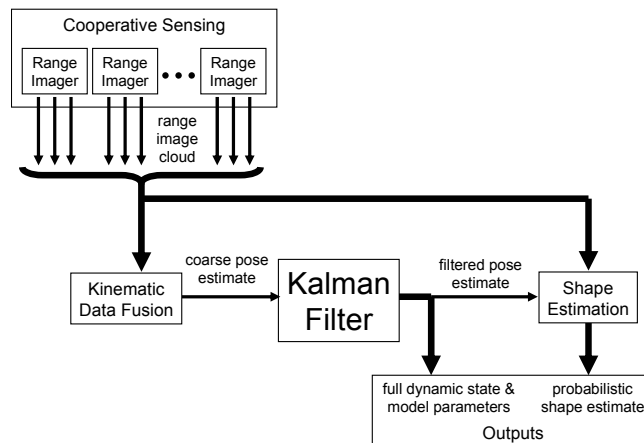 Cooperative Sensing
Range
Imager
Range
Imager
Range
Imager
range
image
cloud
Kinematic
Data Fusion
coarse pose
estimate
Kalman
Filter
filtered pose
estimate
Shape
Estimation
full dynamic state &
model parameters
probabilistic
shape estimate
Outputs